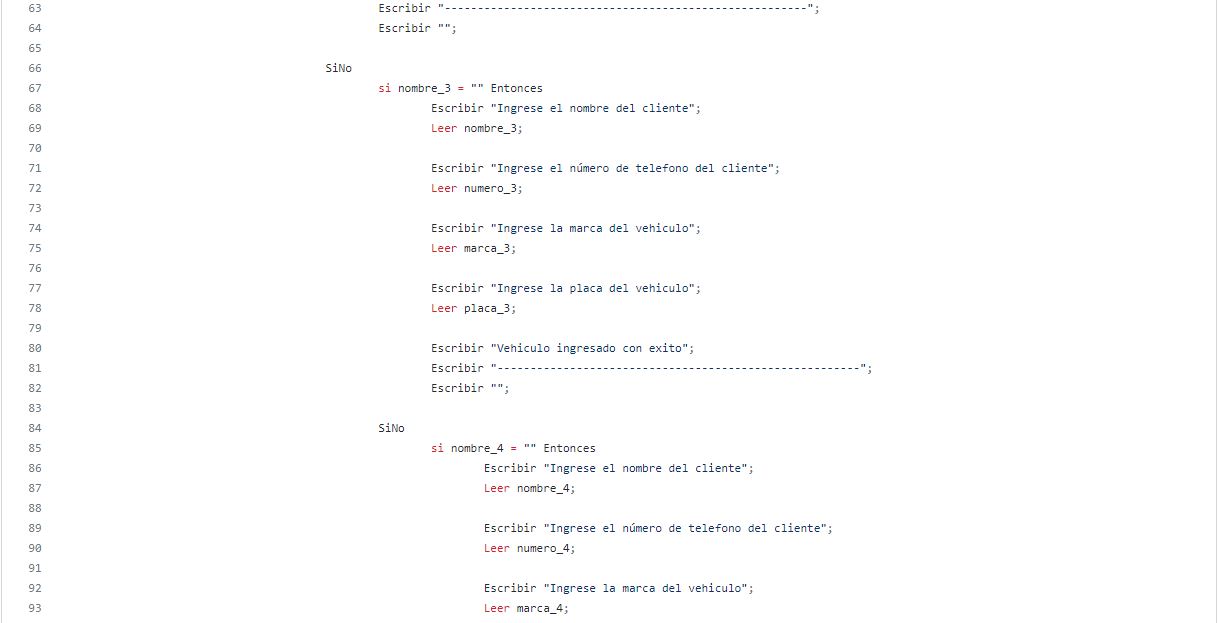 63 Escribir "-------------------------------------------------------";
64 Escribir "";
65
66 SiNo
67 si nombre_3 = "" Entonces
68 Escribir "Ingrese el nombre del cliente";
69 Leer nombre_3;
70
71 Escribir "Ingrese el número de telefono del cliente";
72 Leer numero_3;
73
74 Escribir "Ingrese la marca del vehiculo";
75 Leer marca_3;
76
77 Escribir "Ingrese la placa del vehiculo";
78 Leer placa_3;
79
80 Escribir "Vehiculo ingresado con exito";
81 Escribir "-------------------------------------------------------";
82 Escribir "";
83
84 SiNo
85 si nombre_4 = "" Entonces
86 Escribir "Ingrese el nombre del cliente";
87 Leer nombre_4;
88
89 Escribir "Ingrese el número de telefono del cliente";
90 Leer numero_4;
91
92 Escribir "Ingrese la marca del vehiculo";
93 Leer marca_4;